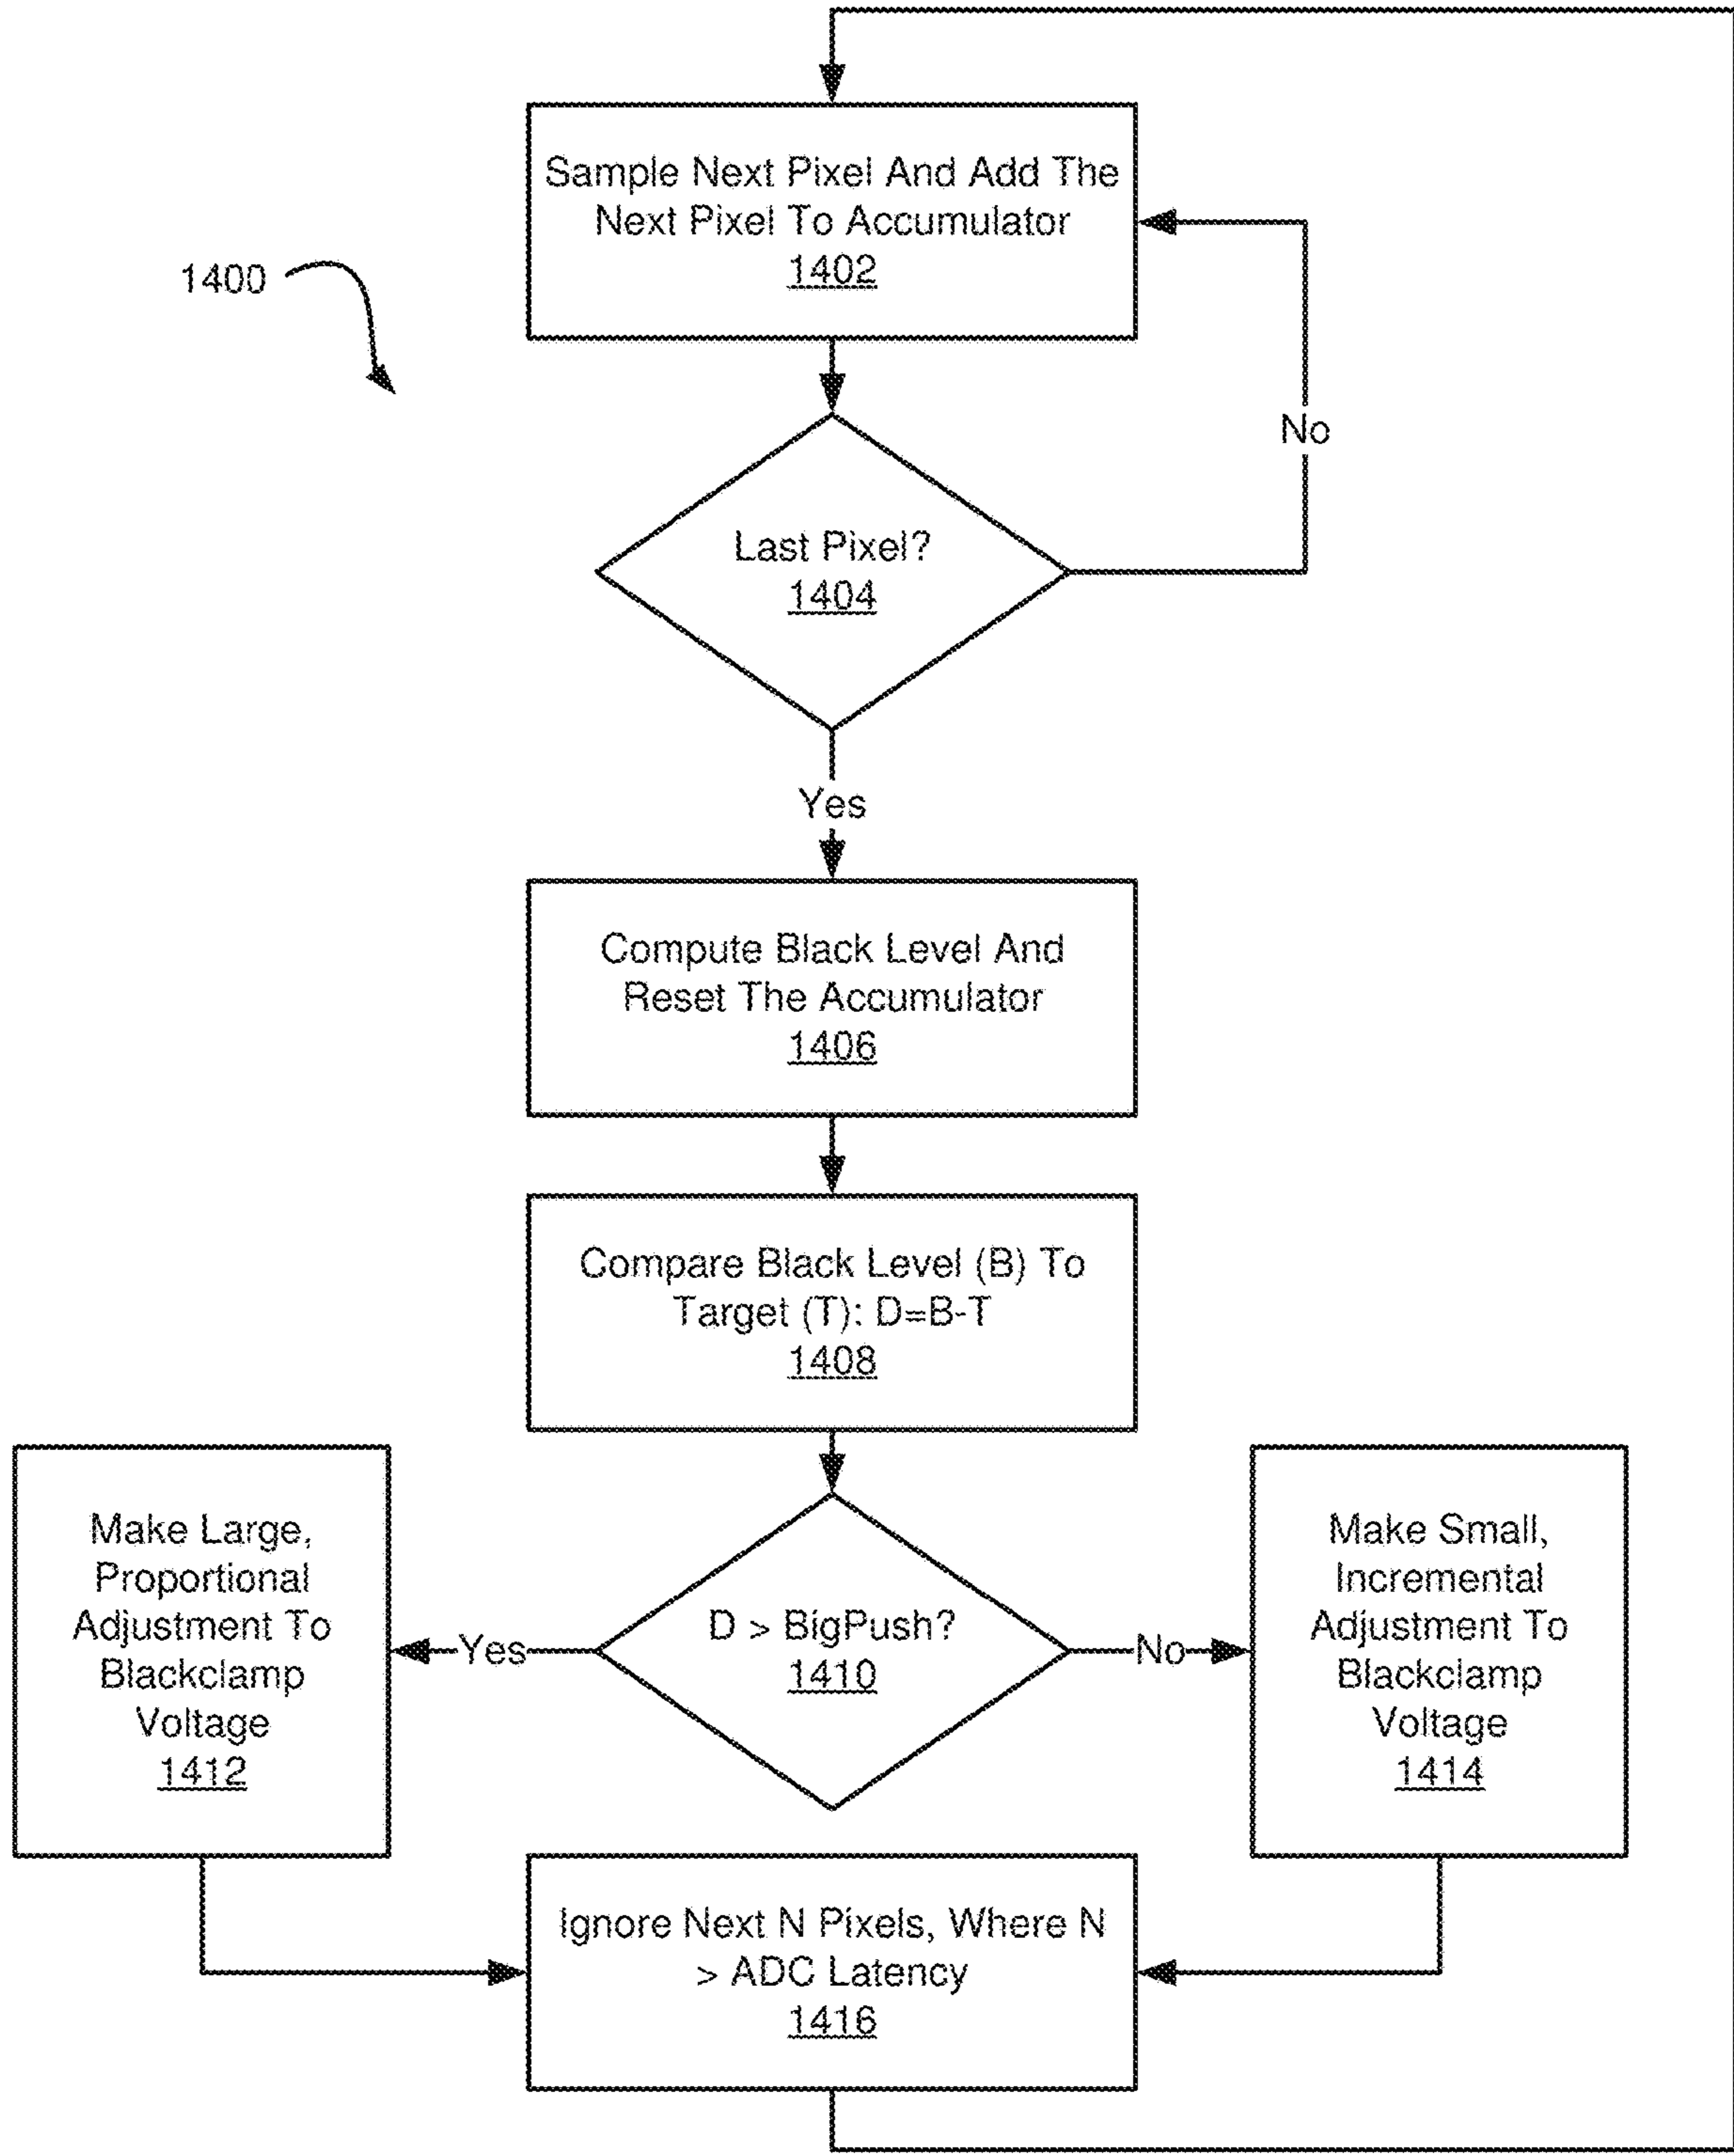 Sample Next Pixel And Add The
Next Pixel To Accumulator
1402
1400
No
Last Pixel?
1404
Yes
Compute Black Level And
Reset The Accumulator
1406
Compare Black Level (B) To
Target (T): D=B-T
1408
Make Large,
Proportional
Adjustment To
Blackclamp
Voltage
1412
Yes
D > BigPush?
1410
No
Make Small,
Incremental
Adjustment To
Blackclamp
Voltage
1414
Ignore Next N Pixels, Where N
> ADC Latency
1416